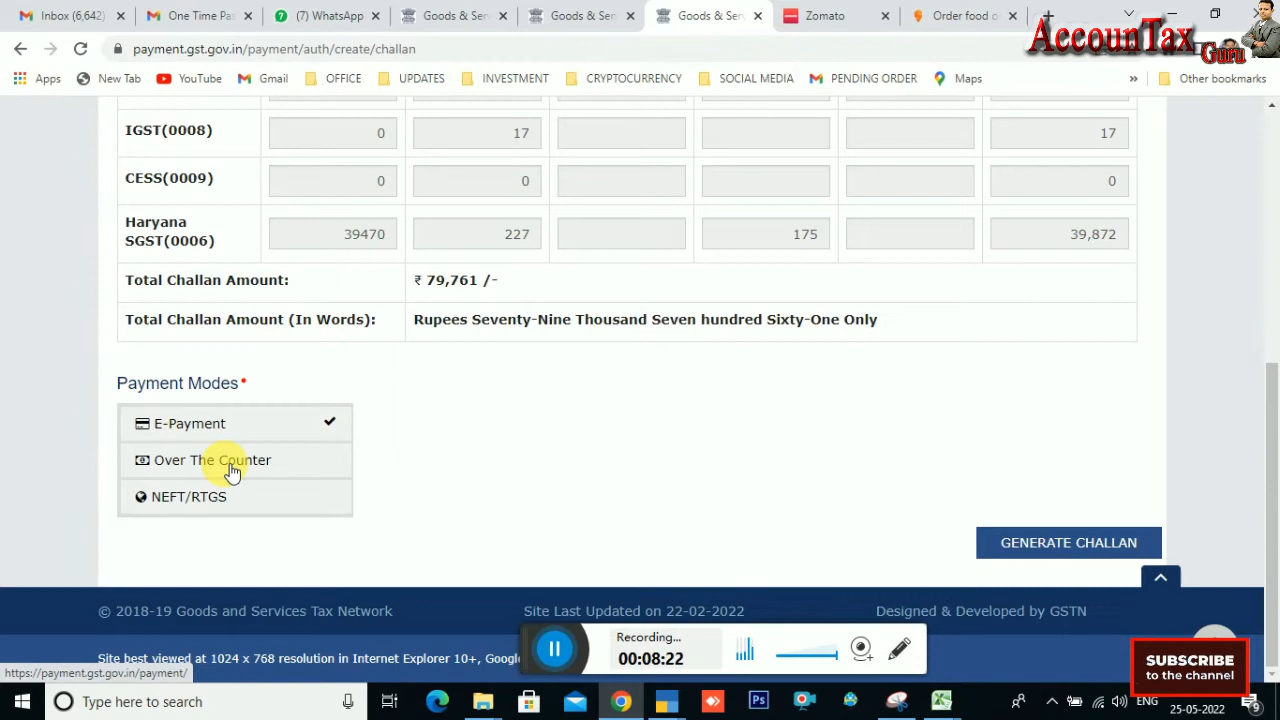 Inbox (6,642)
One Time P
(7) WhatsApp
Goods & Ser
Goods & Ser
Goods & Serv
Zomato
Order food o
payment.gst.gov.in/payment/auth/create/challan
AccounTax
Guru
Apps
New Tab
YouTube
Gmail
OFFICE
UPDATES
INVESTMENT
CRYPTOCURRENCY
SOCIAL MEDIA
PENDING ORDER
Maps
»
Other bookmarks
IGST(0008) 0 17 17
CESS(0009) 0 0 0
Haryana
SGST(0006) 39470 227 175 39,872
Total Challan Amount: ₹ 79,761 /-
Total Challan Amount (In Words): Rupees Seventy-Nine Thousand Seven hundred Sixty-One Only
Payment Modes•
E-Payment
Over The Counter
NEFT/RTGS
GENERATE CHALLAN
© 2018-19 Goods and Services Tax Network
Site Last Updated on 22-02-2022
Designed & Developed by GSTN
Recording...
00:08:22
Site best viewed at 1024 x 768 resolution in Internet Explorer 10+, Google
https://payment.gst.gov.in/payment/
SUBSCRIBE
to the channel
Type here to search
ENG
25-05-2022
9